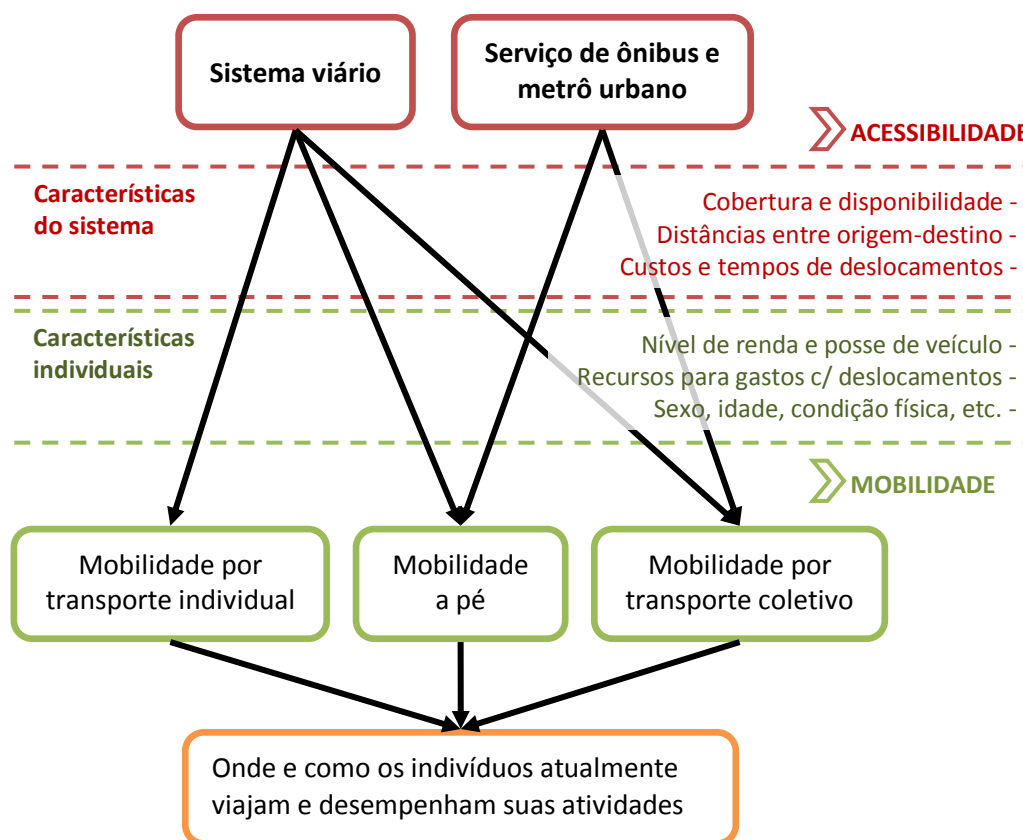 Sistema viário
Serviço de ônibus e
metrô urbano
ACESSIBILIDADE
Características
do sistema
Cobertura e disponibilidade -
Distâncias entre origem-destino -
Custos e tempos de deslocamentos -
Características
individuais
Nível de renda e posse de veículo -
Recursos para gastos c/ deslocamentos -
Sexo, idade, condição física, etc. -
MOBILIDADE
Mobilidade por
transporte individual
Mobilidade
a pé
Mobilidade por
transporte coletivo
Onde e como os indivíduos atualmente
viajam e desempenham suas atividades